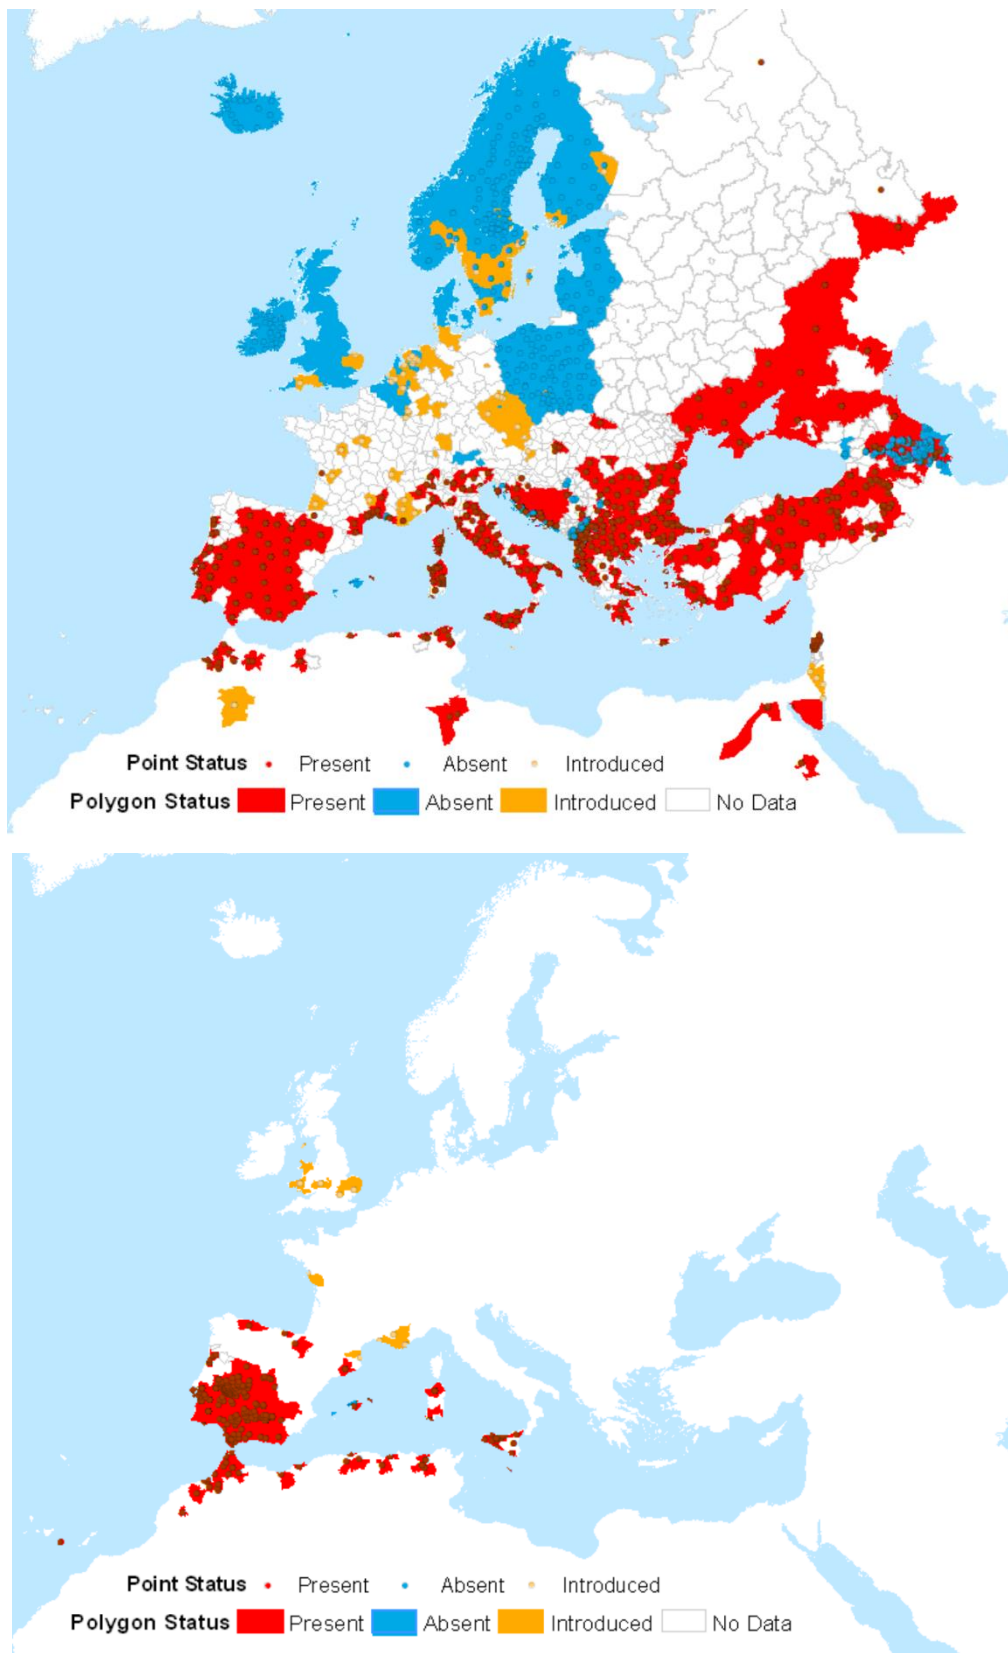 Point Status Present Absent Introduced
Polygon Status Present Absent Introduced No Data
Point Status Present Absent Introduced
Polygon Status Present Absent Introduced No Data